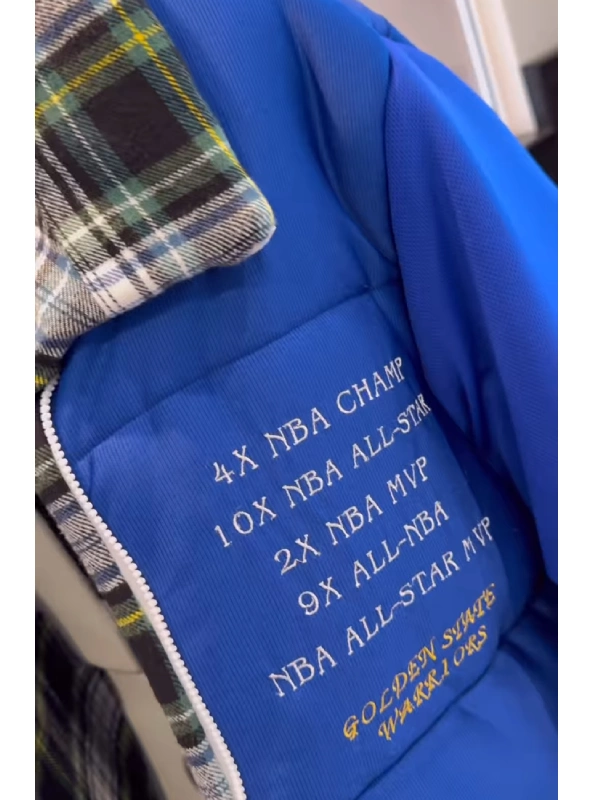 4X NBA CHAMP
10X NBA ALL-STAR
2X NBA MVP
9X ALL-NBA
NBA ALL-STAR MVP
GOLDEN STATE
WARRIORS